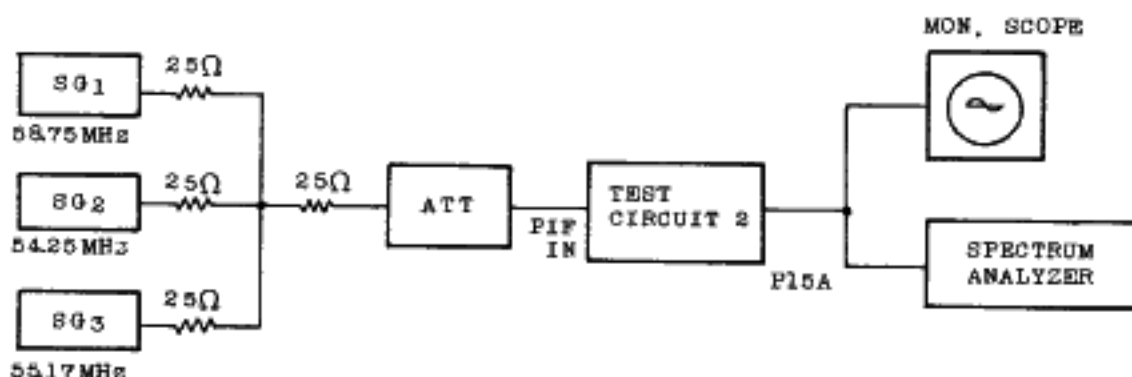 MON. SCOPE
25Ω
SG1
58.75MHz
25Ω
25Ω
SG2
ATT
TEST
CIRCUIT 2
54.25MHz
PIF
IN
P15A
SPECTRUM
ANALYZER
25Ω
SG3
55.17MHz